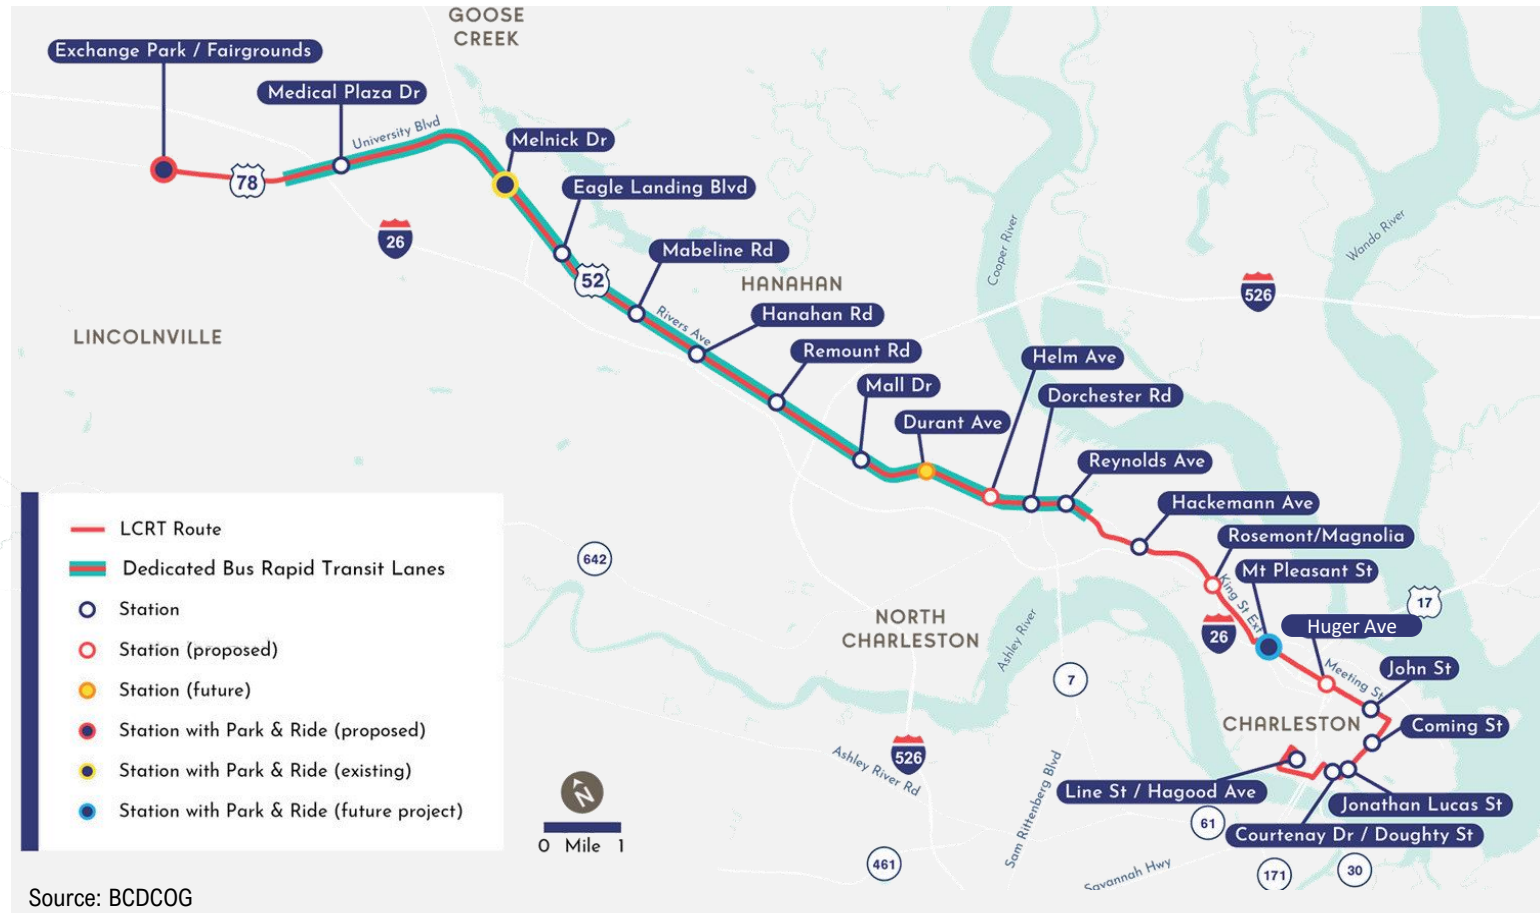 GOOSE
CREEK
Exchange Park / Fairgrounds
Medical Plaza Dr
University Blvd
Melnick Dr
78
Eagle Landing Blvd
26
Mabeline Rd
52
HANAHAN
Cooper River
Wando River
526
Rivers Ave
Hanahan Rd
LINCOLNVILLE
Remount Rd
Helm Ave
Mall Dr
Dorchester Rd
Durant Ave
Reynolds Ave
Hackemann Ave
Rosemont/Magnolia
Mt Pleasant St
King St Ext
17
26
Huger Ave
642
NORTH
CHARLESTON
Ashley River
7
Meeting St
John St
CHARLESTON
Coming St
526
Ashley River Rd
Sam Rittenberg Blvd
Line St / Hagood Ave
Jonathan Lucas St
61
Courtenay Dr / Doughty St
461
Savannah Hwy
171
30
LCRT Route
Dedicated Bus Rapid Transit Lanes
Station
Station (proposed)
Station (future)
Station with Park & Ride (proposed)
Station with Park & Ride (existing)
Station with Park & Ride (future project)
N
0 Mile 1
Source: BCDCOG